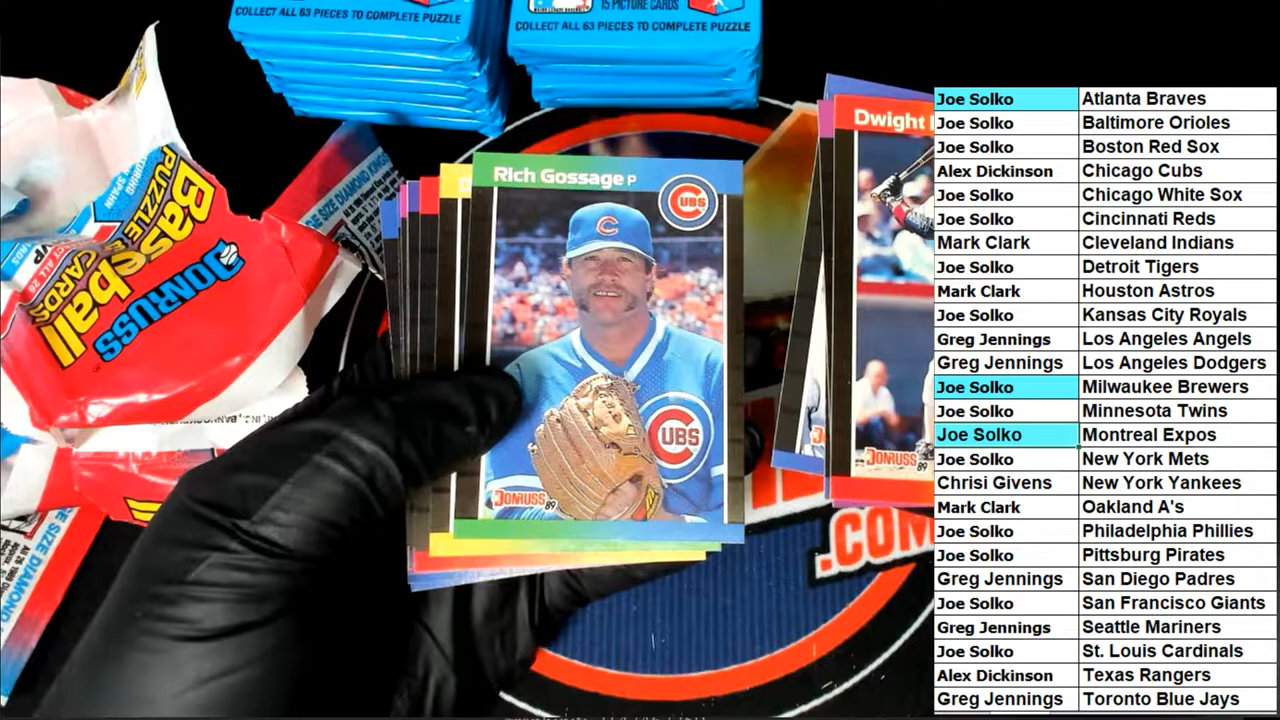 COLLECT ALL 63 PIECES TO COMPLETE PUZZLE
15 PICTURE CARDS
COLLECT ALL 63 PIECES TO COMPLETE PUZZLE
Baseball
PUZZLE &
CARDS
DONRUSS
Rich Gossage P
CUBS
C
CUBS
DONRUSS 89
Dwight
DONRUSS 89
.COM
SIZE DIAMOND KINGS
SIZE DIAMOND
Joe Solko Atlanta Braves
Joe Solko Baltimore Orioles
Joe Solko Boston Red Sox
Alex Dickinson Chicago Cubs
Joe Solko Chicago White Sox
Joe Solko Cincinnati Reds
Mark Clark Cleveland Indians
Joe Solko Detroit Tigers
Mark Clark Houston Astros
Joe Solko Kansas City Royals
Greg Jennings Los Angeles Angels
Greg Jennings Los Angeles Dodgers
Joe Solko Milwaukee Brewers
Joe Solko Minnesota Twins
Joe Solko Montreal Expos
Joe Solko New York Mets
Chrisi Givens New York Yankees
Mark Clark Oakland A's
Joe Solko Philadelphia Phillies
Joe Solko Pittsburg Pirates
Greg Jennings San Diego Padres
Joe Solko San Francisco Giants
Greg Jennings Seattle Mariners
Joe Solko St. Louis Cardinals
Alex Dickinson Texas Rangers
Greg Jennings Toronto Blue Jays